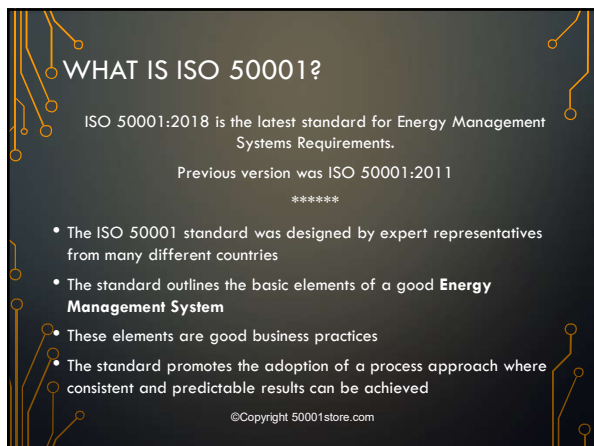 WHAT IS ISO 50001?
ISO 50001:2018 is the latest standard for Energy Management
Systems Requirements.
Previous version was ISO 50001:2011
******
• The ISO 50001 standard was designed by expert representatives
from many different countries
• The standard outlines the basic elements of a good Energy
Management System
• These elements are good business practices
• The standard promotes the adoption of a process approach where
consistent and predictable results can be achieved
©Copyright 50001store.com